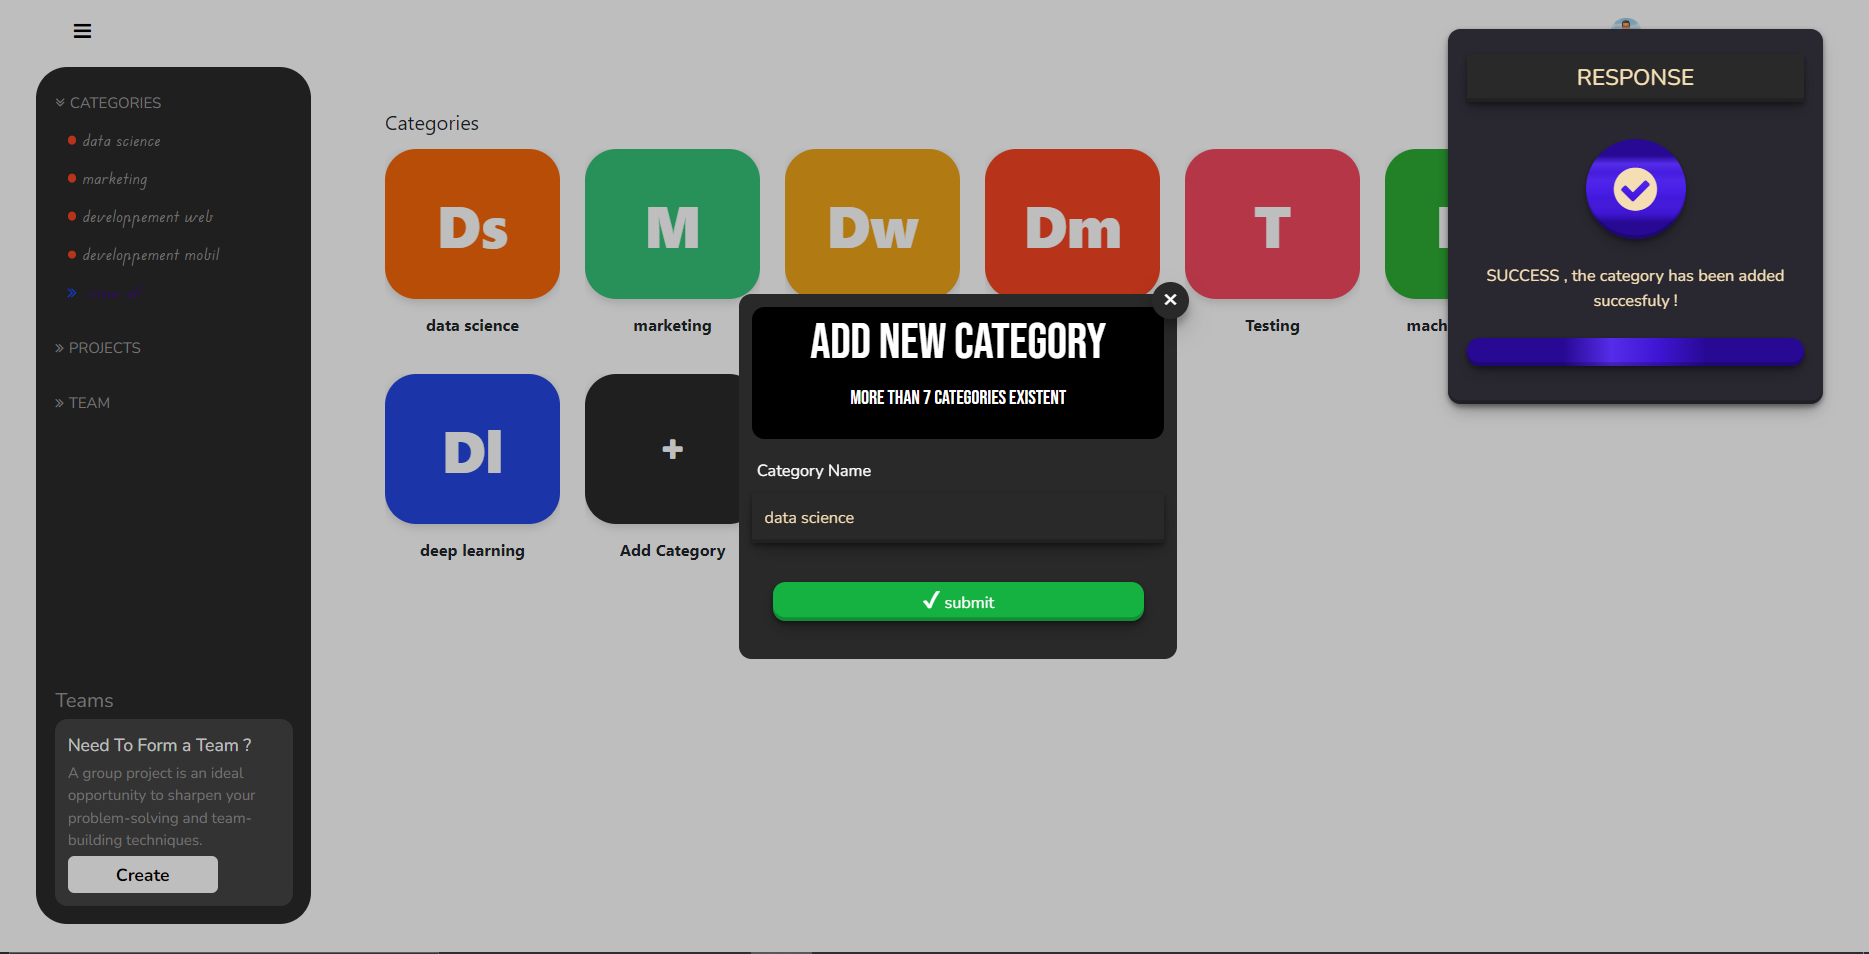 CATEGORIES
data science
marketing
developpement web
developpement mobil
PROJECTS
TEAM
Teams
Need To Form a Team ?
A group project is an ideal
opportunity to sharpen your
problem-solving and team-
building techniques.
Create
Categories
Ds
M
Dw
Dm
T
data science
marketing
Testing
mach
Dl
+
deep learning
Add Category
ADD NEW CATEGORY
MORE THAN 7 CATEGORIES EXISTENT
Category Name
data science
submit
RESPONSE
SUCCESS , the category has been added
succesfuly !